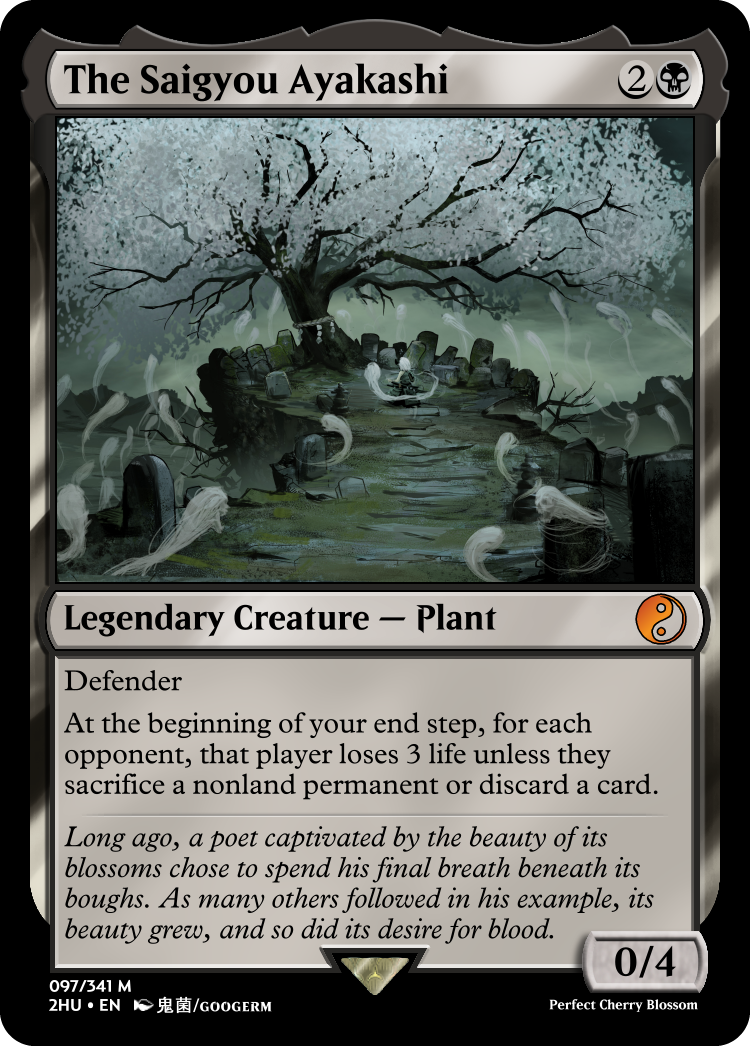 The Saigyou Ayakashi 2
Legendary Creature — Plant
Defender
At the beginning of your end step, for each
opponent, that player loses 3 life unless they
sacrifice a nonland permanent or discard a card.
Long ago, a poet captivated by the beauty of its
blossoms chose to spend his final breath beneath its
boughs. As many others followed in his example, its
beauty grew, and so did its desire for blood.
0/4
097/341 M
2HU • EN 鬼菌/GOOGERM
Perfect Cherry Blossom